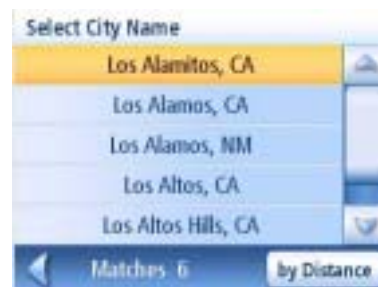 Select City Name
Los Alamitos, CA
Los Alamos, CA
Los Alamos, NM
Los Altos, CA
Los Altos Hills, CA
Matches 6 by Distance